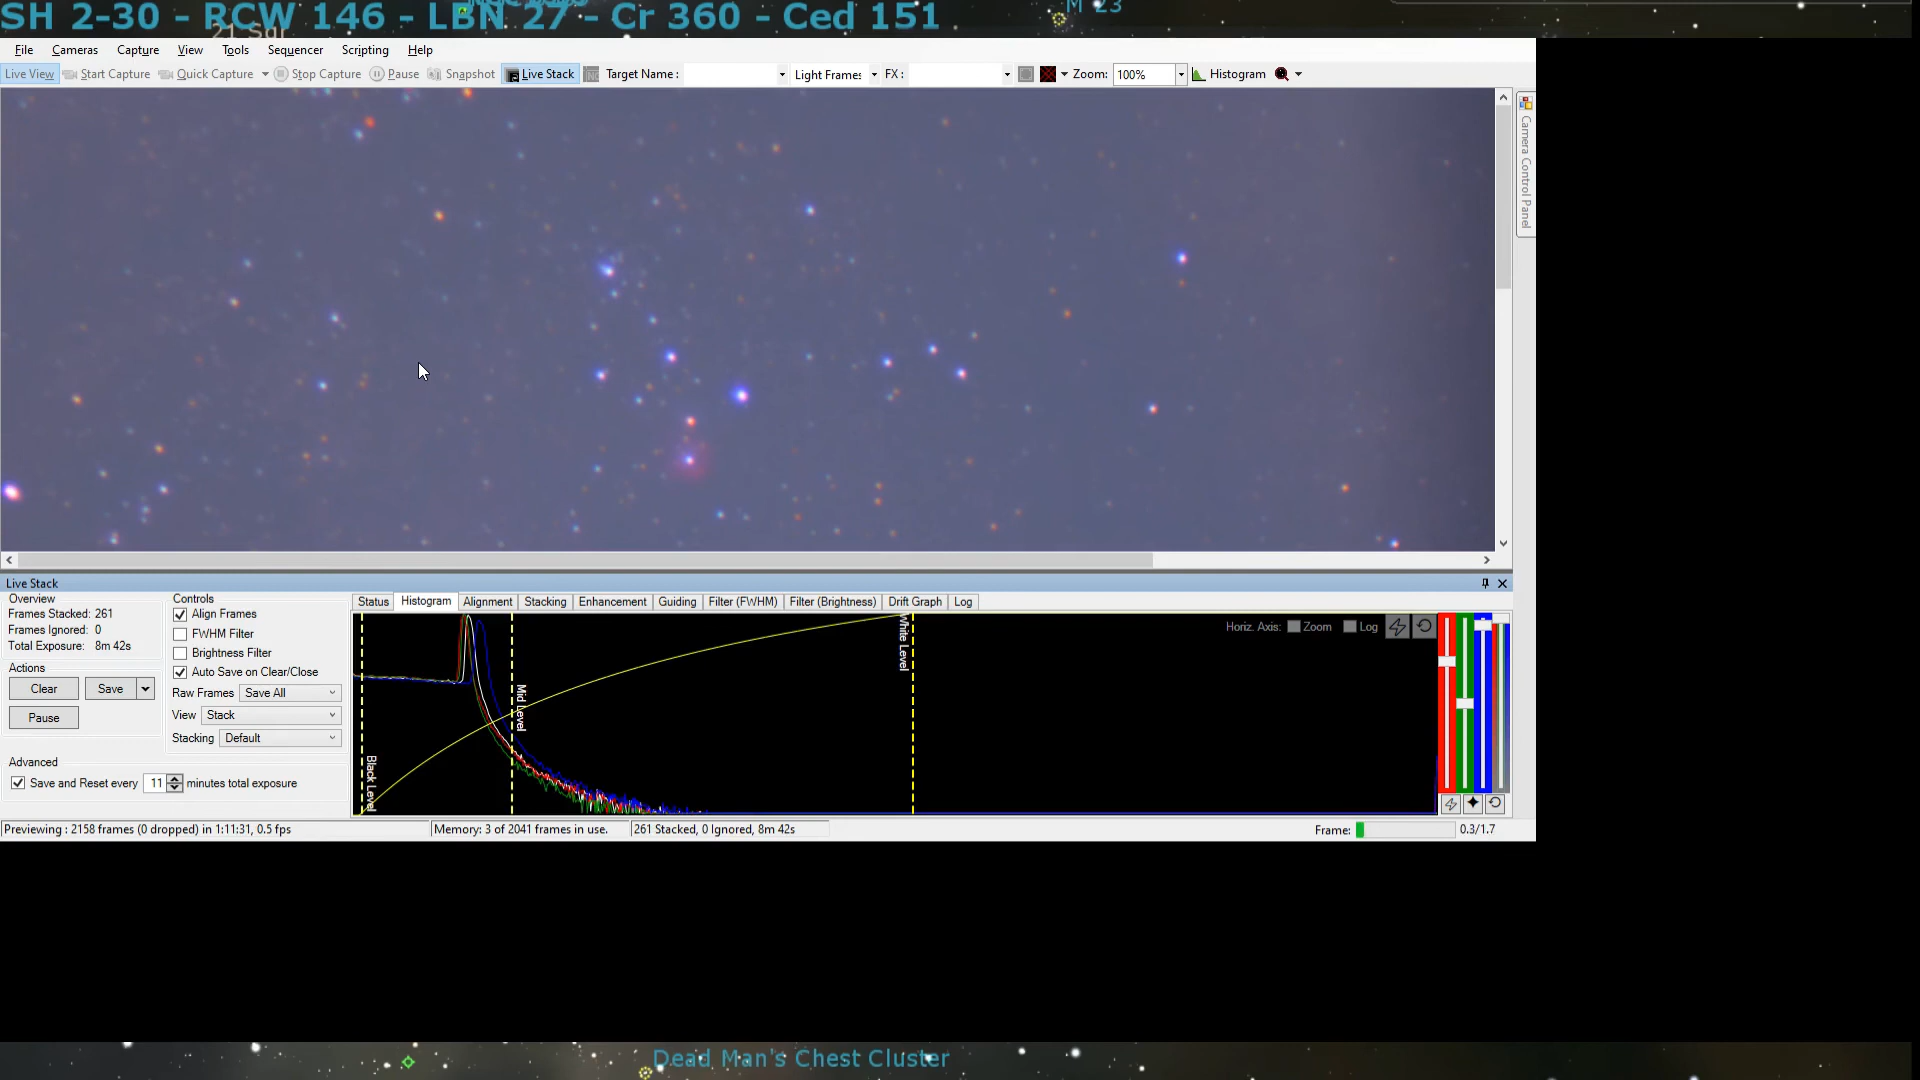 SH 2-30 - RCW 146 - LBN 27 - Cr 360 - Ced 151
M 23
21 Sgr
File Cameras Capture View Tools Sequencer Scripting Help
Live View Start Capture Quick Capture Stop Capture Pause Snapshot Live Stack Target Name : Light Frames FX : Zoom: 100% Histogram
Camera Control Panel
Live Stack
Overview
Frames Stacked: 261
Frames Ignored: 0
Total Exposure: 8m 42s
Actions
Clear Save
Pause
Controls
Align Frames
FWHM Filter
Brightness Filter
Auto Save on Clear/Close
Raw Frames Save All
View Stack
Stacking Default
Advanced
Save and Reset every 11 minutes total exposure
Status Histogram Alignment Stacking Enhancement Guiding Filter (FWHM) Filter (Brightness) Drift Graph Log
Horiz. Axis: Zoom Log
Black Level
Mid Level
White Level
Previewing : 2158 frames (0 dropped) in 1:11:31, 0.5 fps Memory: 3 of 2041 frames in use. 261 Stacked, 0 Ignored, 8m 42s Frame: 0.3/1.7
Dead Man's Chest Cluster